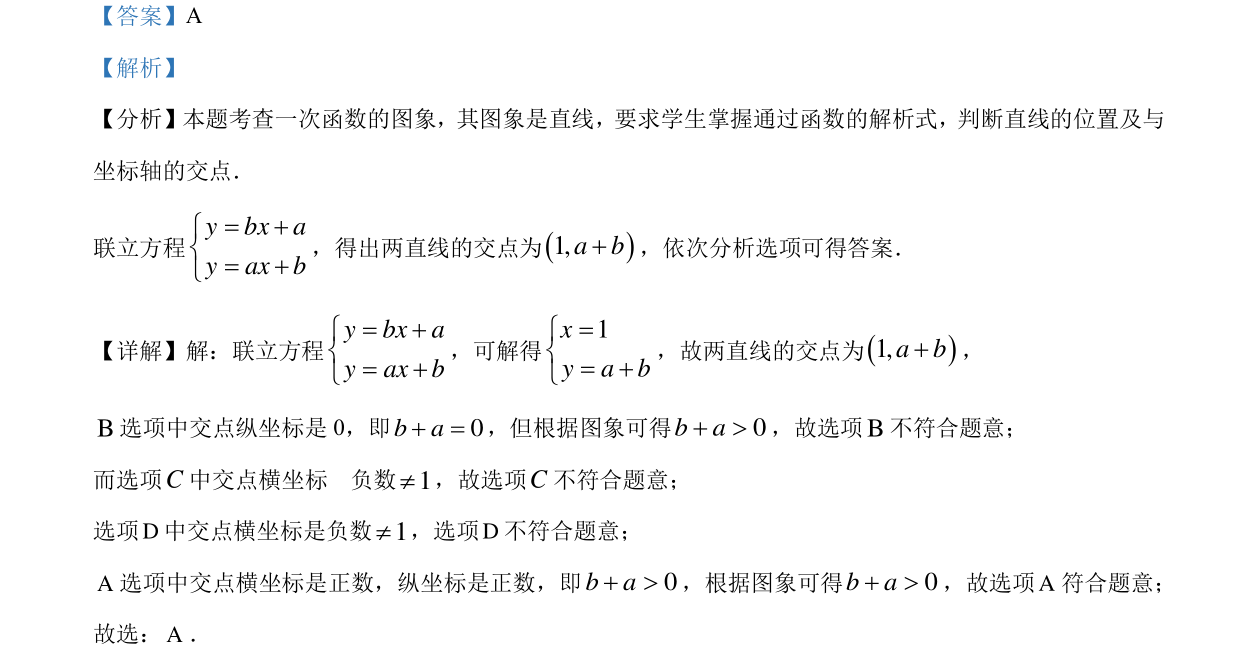 【答案】A
【解析】
【分析】本题考查一次函数的图象，其图象是直线，要求学生掌握通过函数的解析式，判断直线的位置及与
坐标轴的交点．
联立方程{y=bx+a y=ax+b，得出两直线的交点为(1,a+b)，依次分析选项可得答案．
【详解】解：联立方程{y=bx+a y=ax+b，可解得{x=1 y=a+b，故两直线的交点为(1,a+b)，
B 选项中交点纵坐标是 0，即b+a=0，但根据图象可得b+a>0，故选项 B 不符合题意；
而选项C 中交点横坐标　负数≠1，故选项C 不符合题意；
选项D 中交点横坐标是负数≠1，选项D 不符合题意；
A 选项中交点横坐标是正数，纵坐标是正数，即b+a>0，根据图象可得b+a>0，故选项A 符合题意；
故选：A．